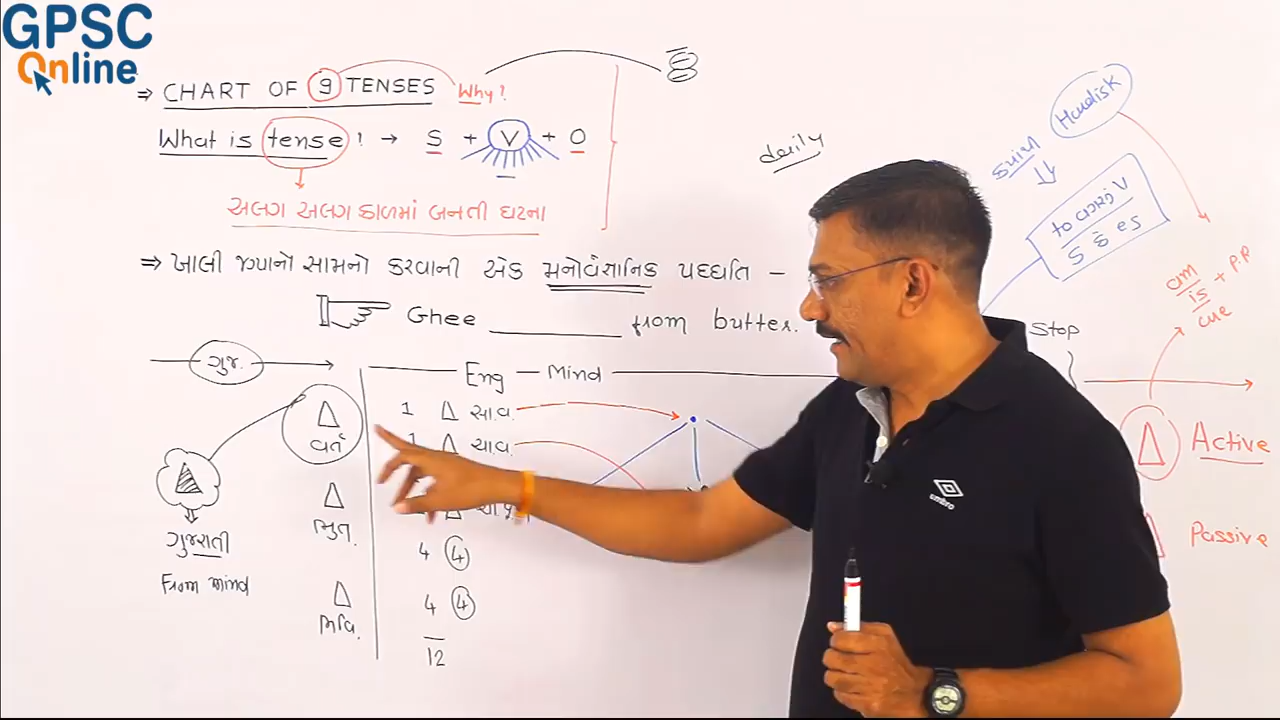 GPSC
Online
⇒ CHART OF 9 TENSES Why?
What is tense? → S + V + O
અલગ અલગ કાળમાં બનતી ઘટના
daily
Hardisk
⇒ ખાલી જગ્યાનો સામનો કરવાની એક મનોવૈજ્ઞાનિક પદ્ધતિ –
Ghee ________ from butter.
to વગરનું V
S કે es
am
is + P.P
are
Stop
ગુજ. → Eng – Mind
વર્ત
1 Δ સા.વ.
1 Δ ચા.વ.
ભુત.
4 4
ભવિ.
4 4
12
ગુજરાતી
From mind
Δ Active
Passive
umbro